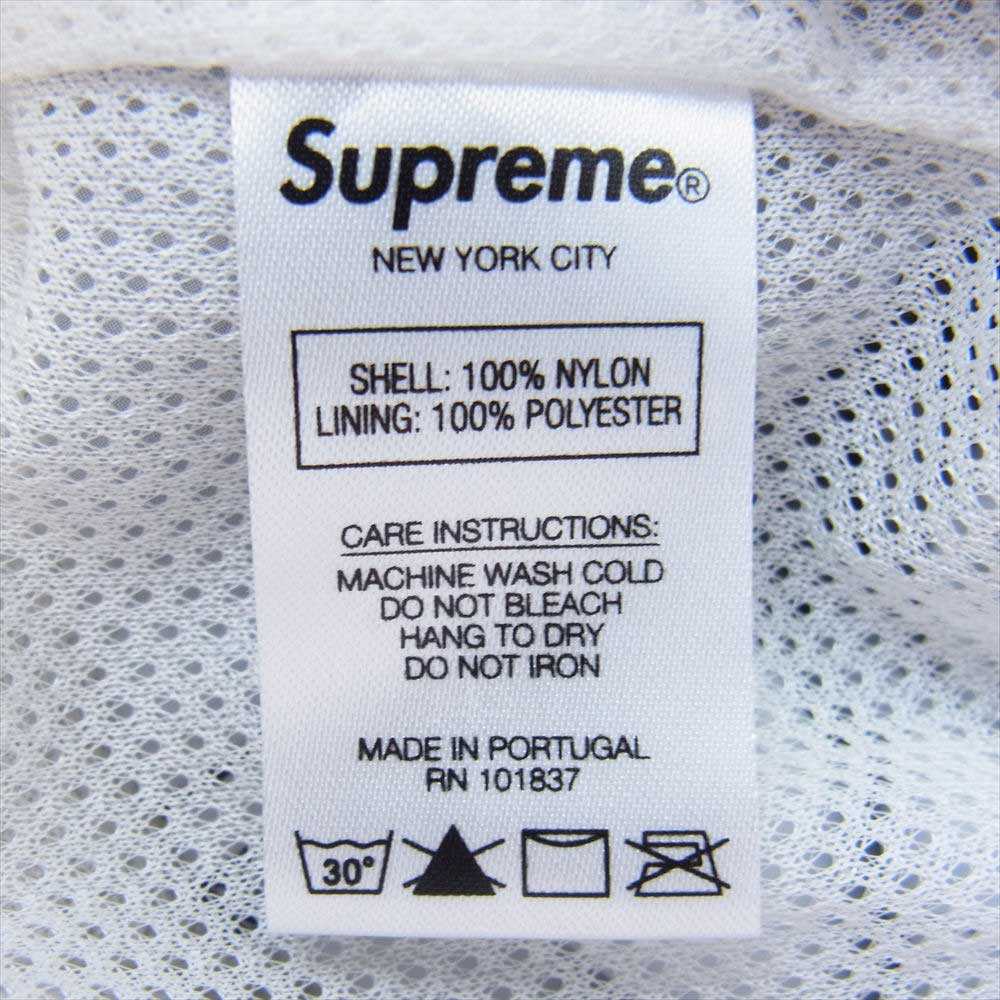 Supreme®
NEW YORK CITY
SHELL: 100% NYLON
LINING: 100% POLYESTER
CARE INSTRUCTIONS:
MACHINE WASH COLD
DO NOT BLEACH
HANG TO DRY
DO NOT IRON
MADE IN PORTUGAL
RN 101837
30°